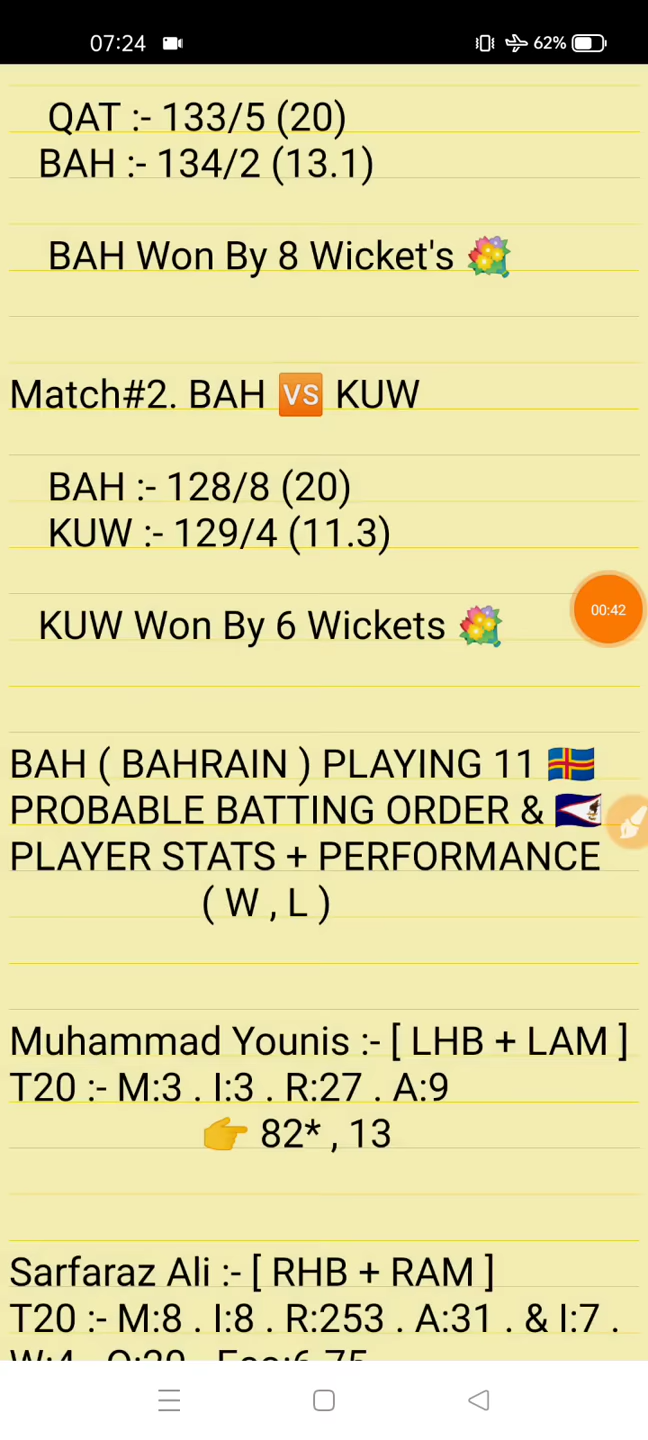 07:24
62%
QAT :- 133/5 (20)
BAH :- 134/2 (13.1)
BAH Won By 8 Wicket's 💐
Match#2. BAH 🆚 KUW
BAH :- 128/8 (20)
KUW :- 129/4 (11.3)
00:42
KUW Won By 6 Wickets 💐
BAH ( BAHRAIN ) PLAYING 11 🇦🇽
PROBABLE BATTING ORDER & 🇦🇸
PLAYER STATS + PERFORMANCE
( W , L )
Muhammad Younis :- [ LHB + LAM ]
T20 :- M:3 . I:3 . R:27 . A:9
👉 82* , 13
Sarfaraz Ali :- [ RHB + RAM ]
T20 :- M:8 . I:8 . R:253 . A:31 . & I:7 .